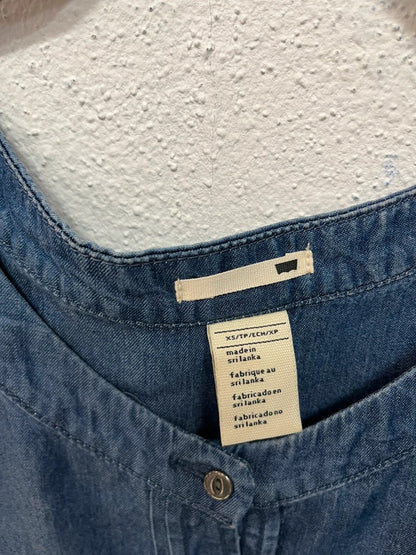 XS/TP/ECH/XP
made in
sri lanka
fabrique au
sri lanka
fabricado en
sri lanka
fabricado no
sri lanka